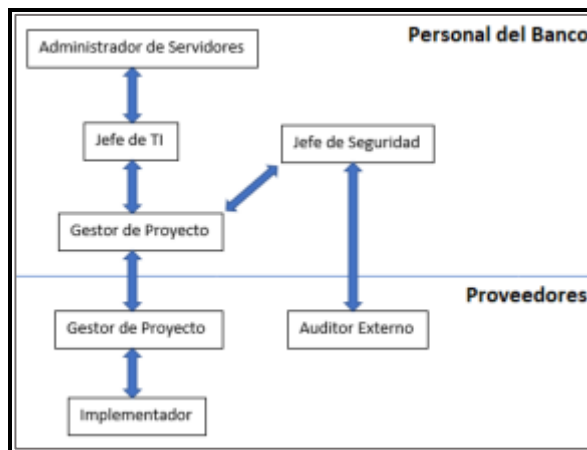 Personal del Banco
Administrador de Servidores
Jefe de TI
Jefe de Seguridad
Gestor de Proyecto
Proveedores
Gestor de Proyecto
Auditor Externo
Implementador